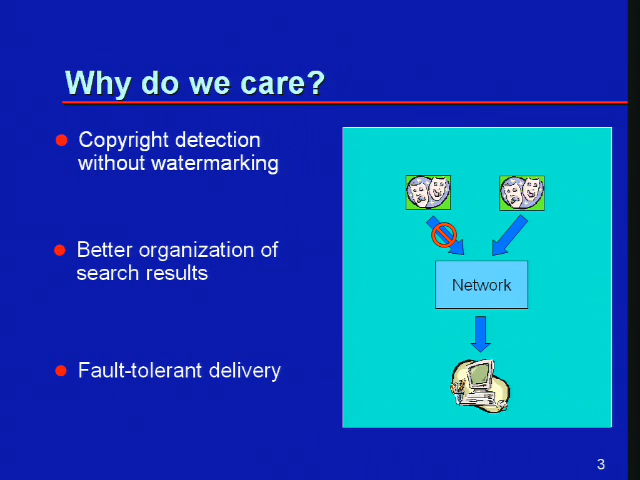 Why do we care?
Copyright detection
without watermarking
Better organization of
search results
Fault-tolerant delivery
Network
3